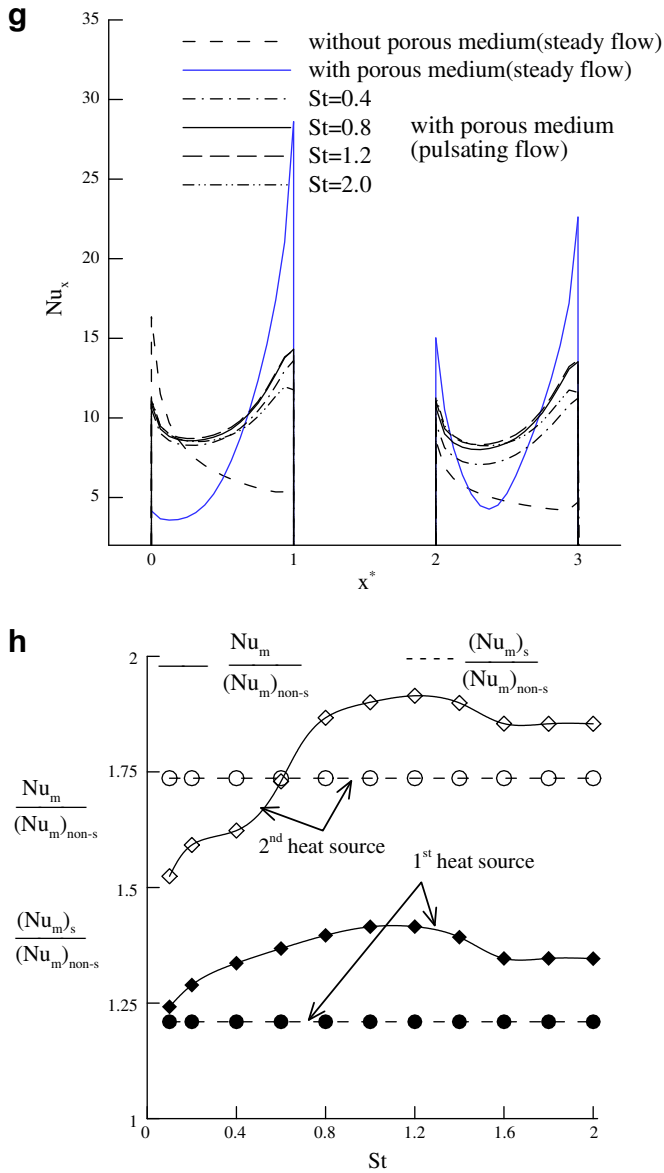 g
35
30
25
20
15
10
5
Nu_x
without porous medium(steady flow)
with porous medium(steady flow)
St=0.4
St=0.8
St=1.2
St=2.0
with porous medium
(pulsating flow)
0
1
2
3
x*
h
2
1.75
1.5
1.25
1
Nu_m
(Nu_m)_non-s
(Nu_m)_s
(Nu_m)_non-s
Nu_m
(Nu_m)_non-s
(Nu_m)_s
(Nu_m)_non-s
2nd heat source
1st heat source
0
0.4
0.8
1.2
1.6
2
St